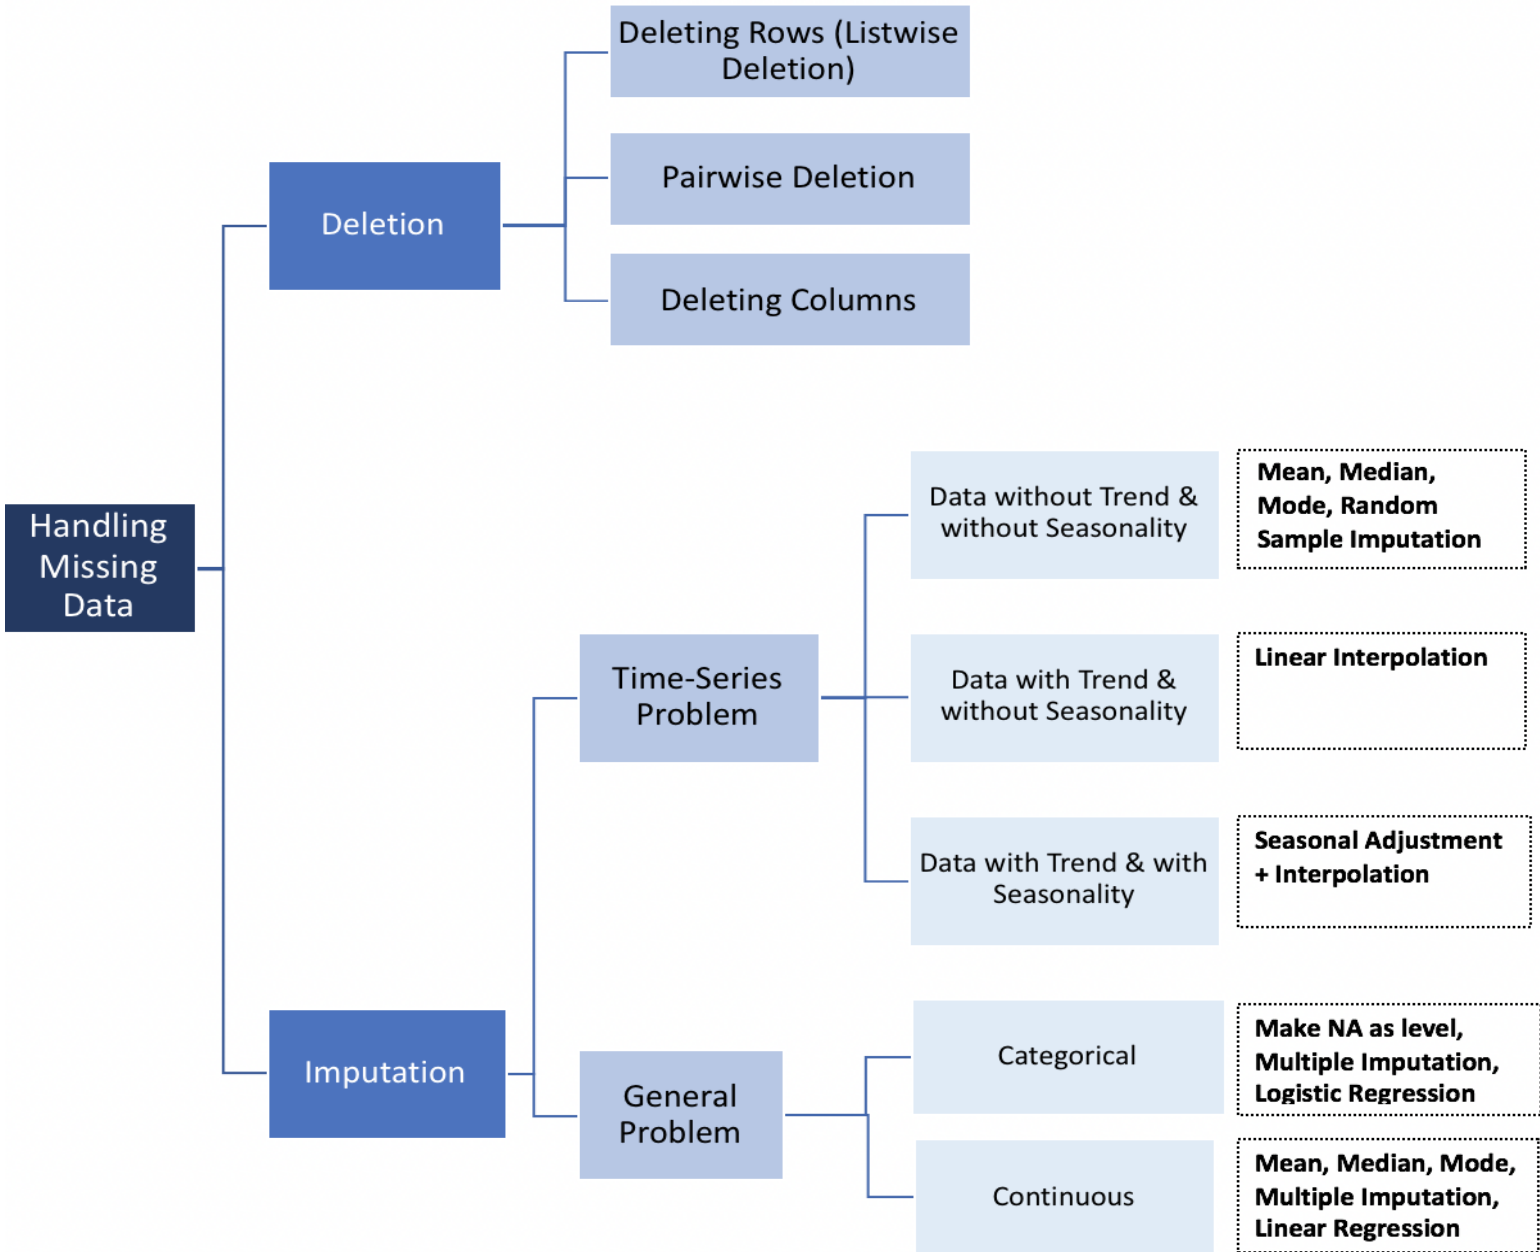 Deleting Rows (Listwise
Deletion)
Pairwise Deletion
Deletion
Deleting Columns
Handling
Missing
Data
Data without Trend &
without Seasonality
Mean, Median,
Mode, Random
Sample Imputation
Time-Series
Problem
Data with Trend &
without Seasonality
Linear Interpolation
Data with Trend & with
Seasonality
Seasonal Adjustment
+ Interpolation
Imputation
General
Problem
Categorical
Make NA as level,
Multiple Imputation,
Logistic Regression
Continuous
Mean, Median, Mode,
Multiple Imputation,
Linear Regression